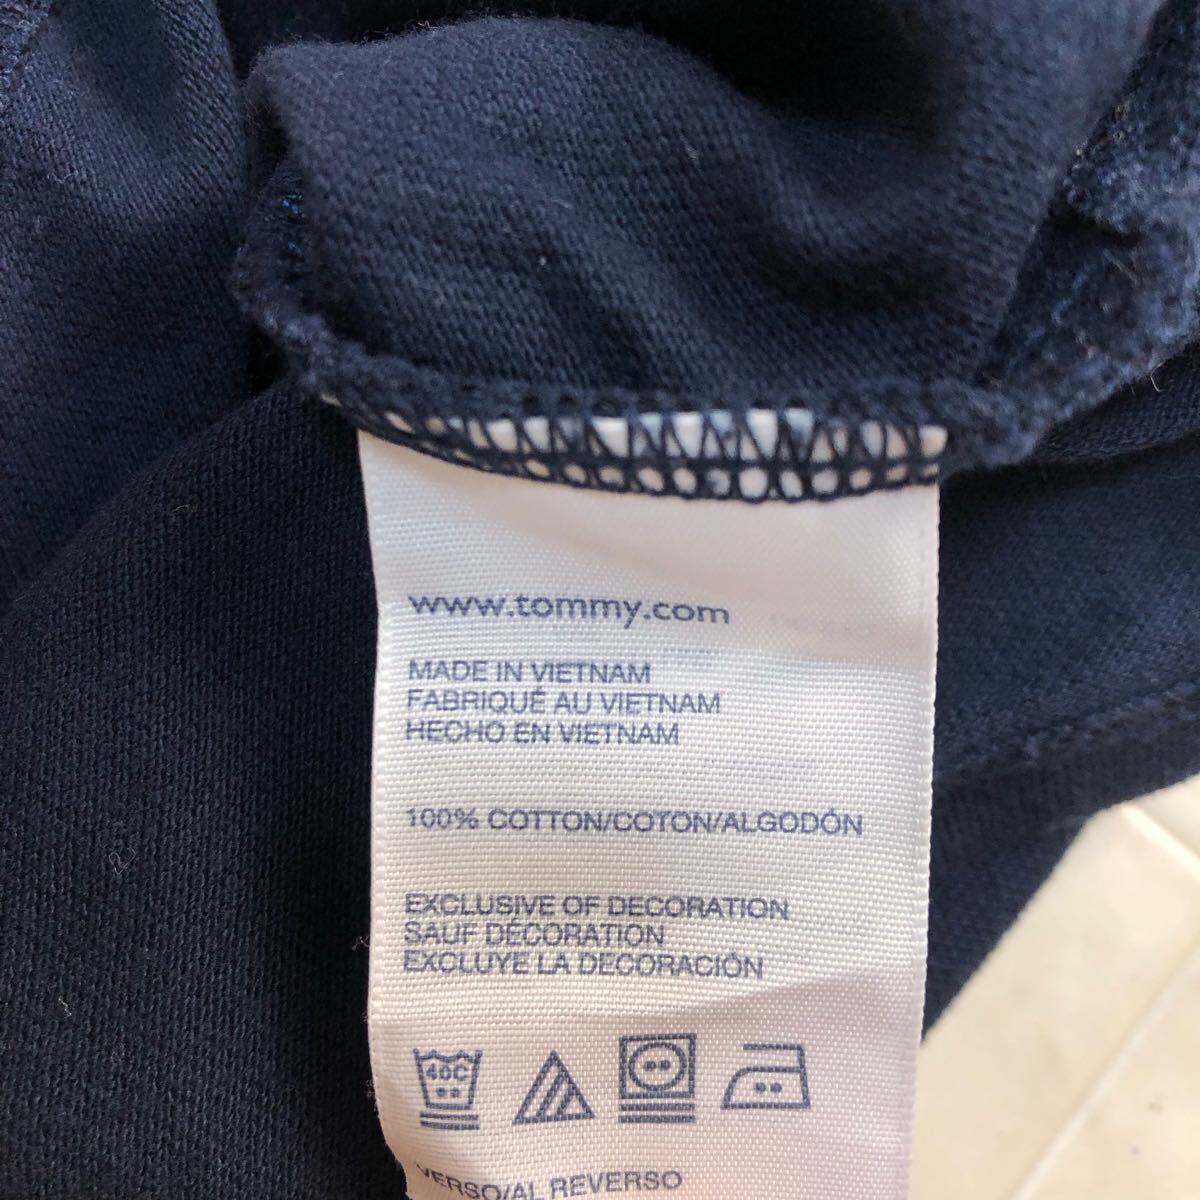 www.tommy.com
MADE IN VIETNAM
FABRIQUÉ AU VIETNAM
HECHO EN VIETNAM
100% COTTON/COTON/ALGODÓN
EXCLUSIVE OF DECORATION
SAUF DÉCORATION
EXCLUYE LA DECORACIÓN
40C
VERSO/AL REVERSO